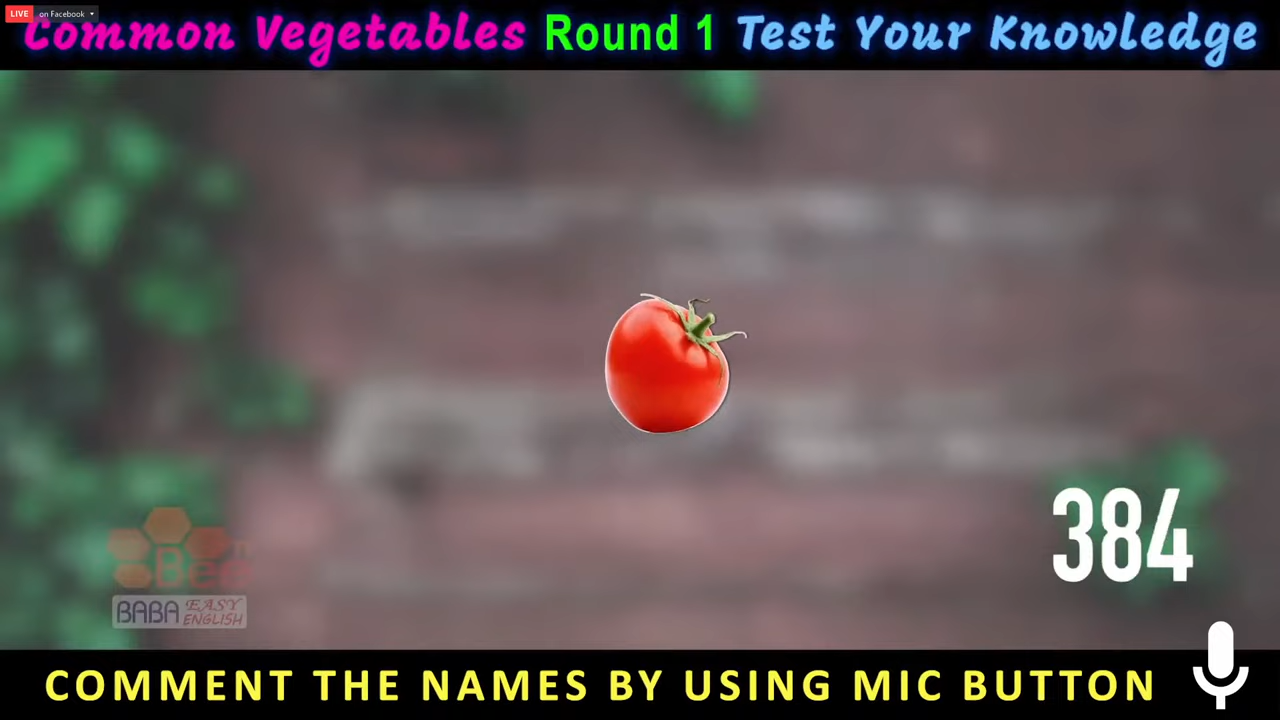 LIVE on Facebook
Common Vegetables Round 1 Test Your Knowledge
384
Bee
BABA EASY ENGLISH
COMMENT THE NAMES BY USING MIC BUTTON